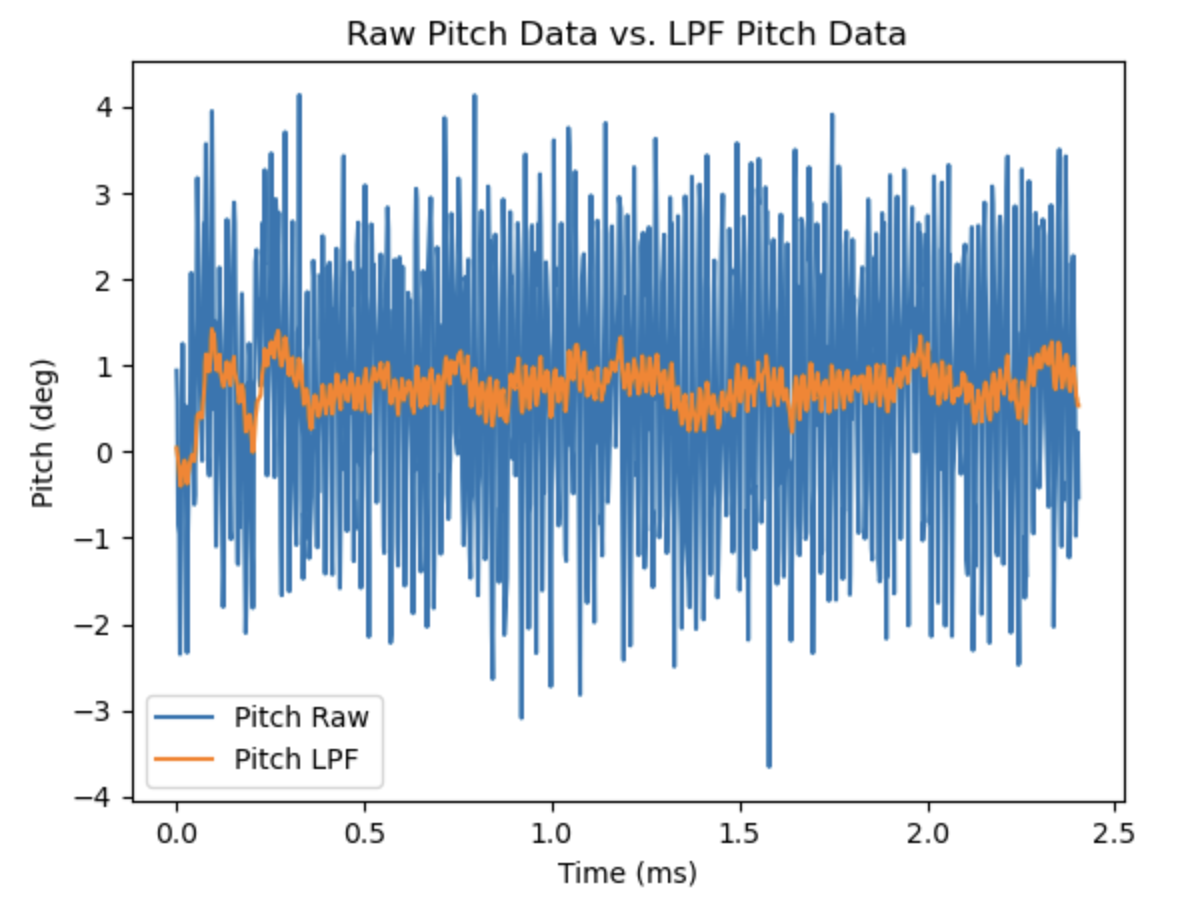 Raw Pitch Data vs. LPF Pitch Data
Pitch (deg)
4
3
2
1
0
−1
−2
−3
−4
Pitch Raw
Pitch LPF
0.0 0.5 1.0 1.5 2.0 2.5
Time (ms)